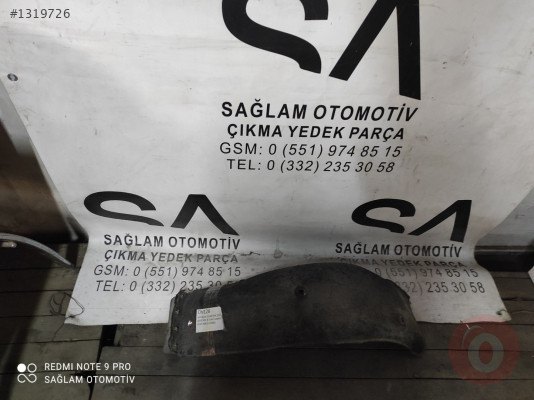 #1319726
SA
SAĞLAM OTOMOTİV
ÇIKMA YEDEK PARÇA
GSM: 0 (551) 974 85 15
TEL: 0 (332) 235 30 58
SA
SAĞLAM OTOMOTİV
ÇIKMA YEDEK PARÇA
GSM: 0 (551) 974 85 15
TEL: 0 (332) 235 30 58
SA
SAĞLAM OTOMOTİV
ÇIKMA YEDEK PARÇA
0 (551) 974 85 15
235 30 58
REDMI NOTE 9 PRO
SAĞLAM OTOMOTİV